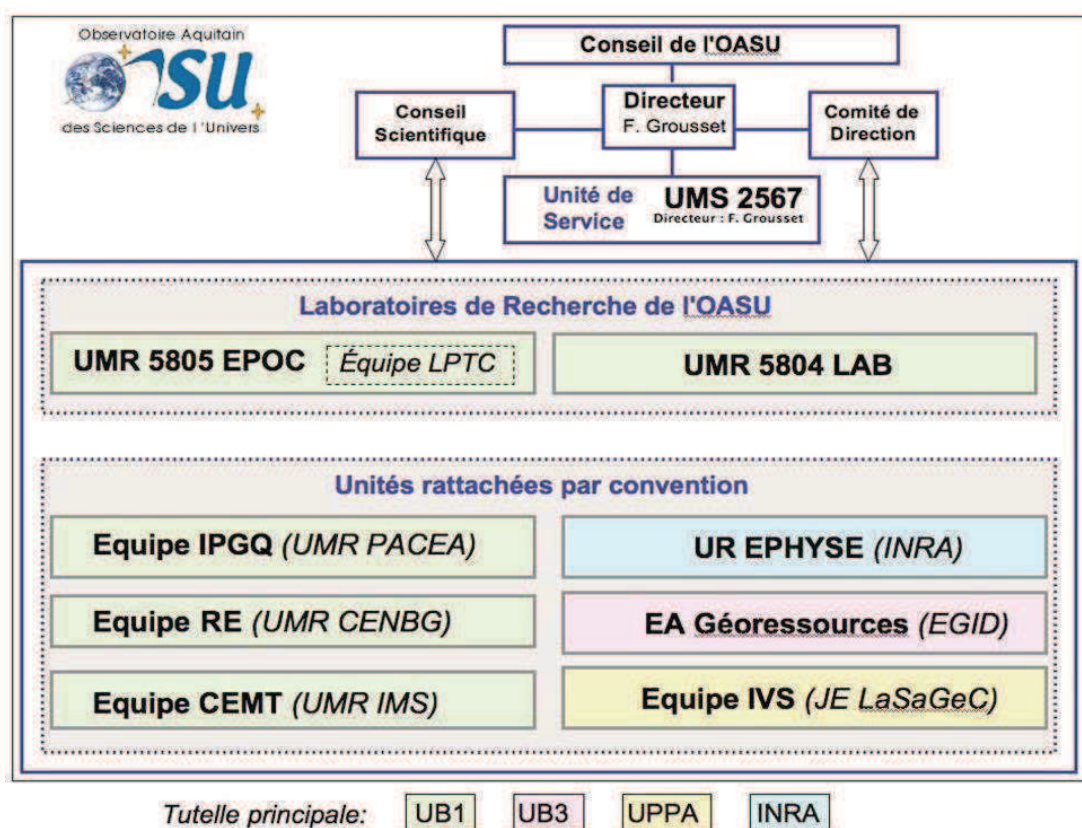 Observatoire Aquitain
OSU
des Sciences de l'Univers
Conseil de l'OASU
Conseil
Scientifique
Directeur
F. Grousset
Comité de
Direction
Unité de
Service
UMS 2567
Directeur : F. Grousset
Laboratoires de Recherche de l'OASU
UMR 5805 EPOC
Équipe LPTC
UMR 5804 LAB
Unités rattachées par convention
Equipe IPGQ (UMR PACEA)
UR EPHYSE (INRA)
Equipe RE (UMR CENBG)
EA Géoressources (EGID)
Equipe CEMT (UMR IMS)
Equipe IVS (JE LaSaGeC)
Tutelle principale:
UB1
UB3
UPPA
INRA